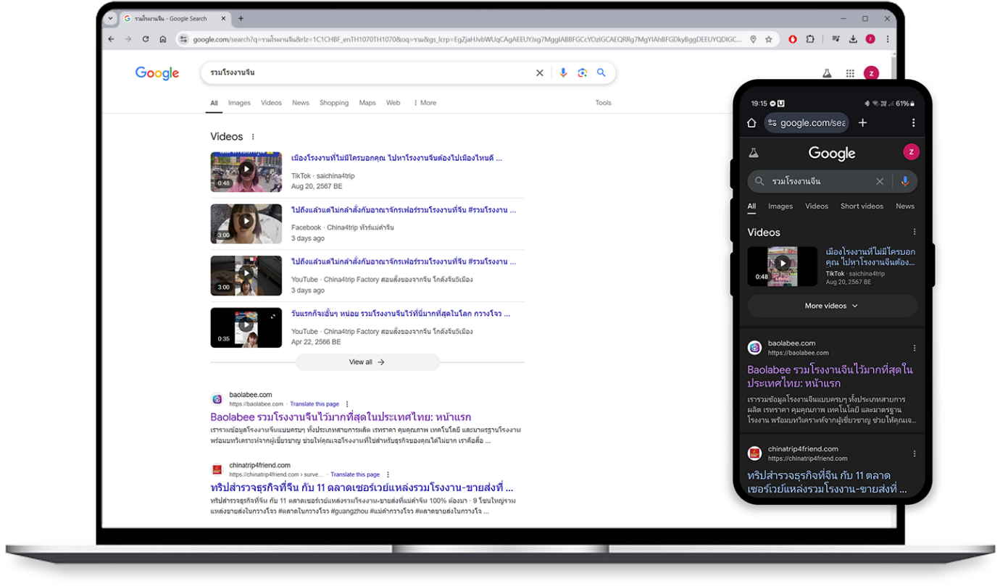 รวมโรงงานจีน - Google Search
google.com/search?q=รวมโรงงานจีน&rlz=1C1CHBF_enTH1070TH1070&oq=รวม&gs_lcrp=
Google
รวมโรงงานจีน
Z
All Images Videos News Shopping Maps Web More Tools
Videos
เมืองโรงงานที่ไม่มีใครบอกคุณ ไปหาโรงงานจีนต้องไปเมืองไหนดี ...
TikTok · saichina4trip
Aug 20, 2567 BE
0:48
ไปถึงแล้วแต่ไม่กล้าสั่งกับอาณาจักรเฟอร์รวมโรงงานที่จีน #รวมโรงงาน ...
Facebook · China4trip ทัวร์แม่ค้าจีน
3 days ago
3:00
ไปถึงแล้วแต่ไม่กล้าสั่งกับอาณาจักรเฟอร์รวมโรงงานที่จีน #รวมโรงงาน ...
YouTube · China4trip Factory สอนสั่งของจากจีน โกดังจีน5เมือง
3 days ago
3:00
วันแรกก็จะอั้นๆ หน่อย รวมโรงงานจีนไว้ที่นี่มากที่สุดในโลก กวางโจว ...
YouTube · China4trip Factory สอนสั่งของจากจีน โกดังจีน5เมือง
Apr 22, 2566 BE
0:35
View all →
baolabee.com
https://baolabee.com · Translate this page
Baolabee รวมโรงงานจีนไว้มากที่สุดในประเทศไทย: หน้าแรก
เรารวมข้อมูลโรงงานจีนแบบครบๆ ทั้งประเภทสายการผลิต เรทราคา คุมคุณภาพ เทคโนโลยี และมาตรฐานโรงงาน
พร้อมบทวิเคราะห์จากผู้เชี่ยวชาญ ช่วยให้คุณเจอโรงงานที่ใช่สำหรับธุรกิจของคุณได้ไม่ยาก เราคือสื่อ ...
chinatrip4friend.com
https://chinatrip4friend.com › surve... · Translate this page
ทริปสำรวจธุรกิจที่จีน กับ 11 ตลาดเซอร์เวย์แหล่งรวมโรงงาน-ขายส่งที่ ...
ทริปสำรวจธุรกิจที่จีน กับ 11 ตลาดเซอร์เวย์แหล่งรวมโรงงาน-ขายส่งที่แม่ค้าจีน 100% ต้องมา · 9 โซนใหญ่รวม
แหล่งขายส่งในกวางโจว #ตลาดในกวางโจว #guangzhou #แม่ค้ากวางโจว #ตลาดขายส่งในกวางโจ ...
19:15 61%
google.com/sea
Google
Z
รวมโรงงานจีน
All Images Videos Short videos News
Videos
เมืองโรงงานที่ไม่มีใครบอก
คุณ ไปหาโรงงานจีนต้อง...
TikTok · saichina4trip
Aug 20, 2567 BE
0:48
More videos
baolabee.com
https://baolabee.com
Baolabee รวมโรงงานจีนไว้มากที่สุดใน
ประเทศไทย: หน้าแรก
เรารวมข้อมูลโรงงานจีนแบบครบๆ ทั้งประเภทสายการ
ผลิต เรทราคา คุมคุณภาพ เทคโนโลยี และมาตรฐาน
โรงงาน พร้อมบทวิเคราะห์จากผู้เชี่ยวชาญ ช่วยให้คุณเจ...
chinatrip4friend.com
https://chinatrip4friend.com
ทริปสำรวจธุรกิจที่จีน กับ 11 ตลาด
เซอร์เวย์แหล่งรวมโรงงาน-ขายส่งที่ ...